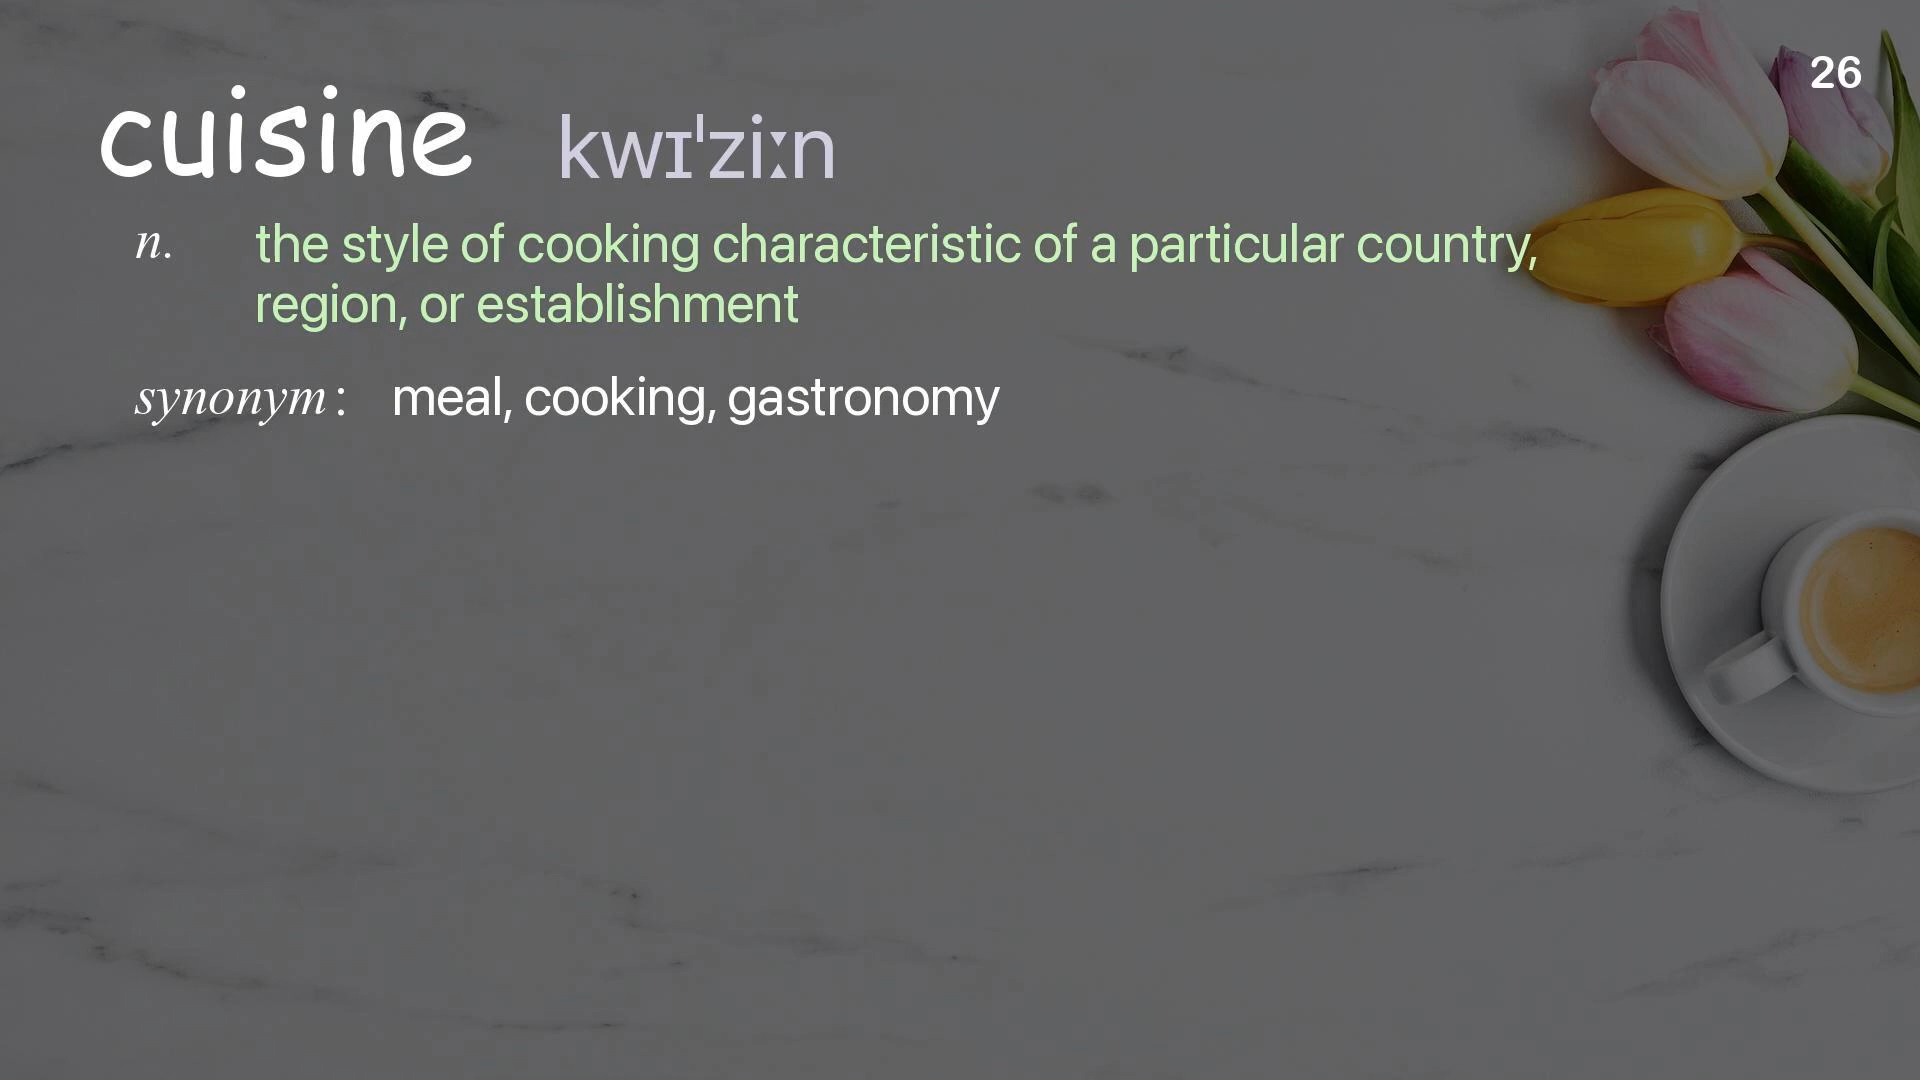 26
cuisine kwɪˈziːn
n. the style of cooking characteristic of a particular country,
region, or establishment
synonym : meal, cooking, gastronomy